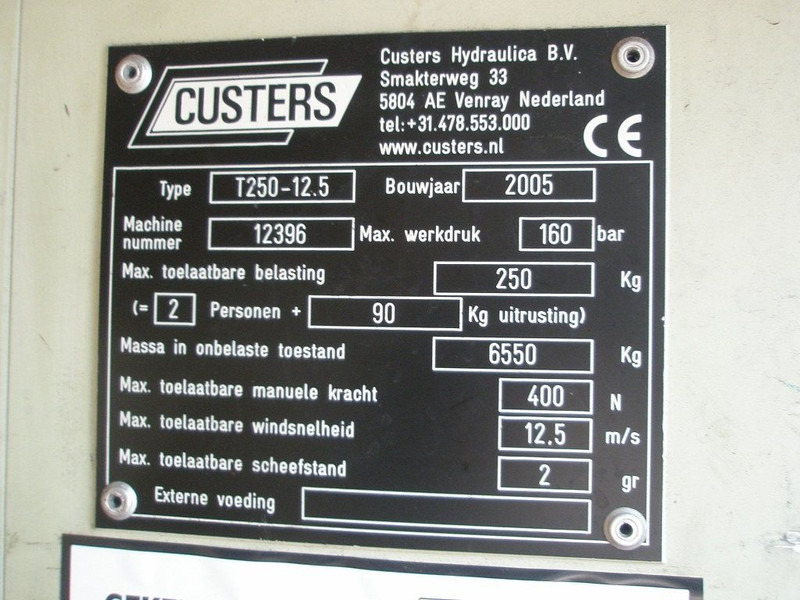 CUSTERS
Custers Hydraulica B.V.
Smakterweg 33
5804 AE Venray Nederland
tel:+31.478.553.000
www.custers.nl
CE
Type T250-12.5 Bouwjaar 2005
Machine nummer 12396 Max. werkdruk 160 bar
Max. toelaatbare belasting 250 Kg
(= 2 Personen + 90 Kg uitrusting)
Massa in onbelaste toestand 6550 Kg
Max. toelaatbare manuele kracht 400 N
Max. toelaatbare windsnelheid 12.5 m/s
Max. toelaatbare scheefstand 2 gr
Externe voeding